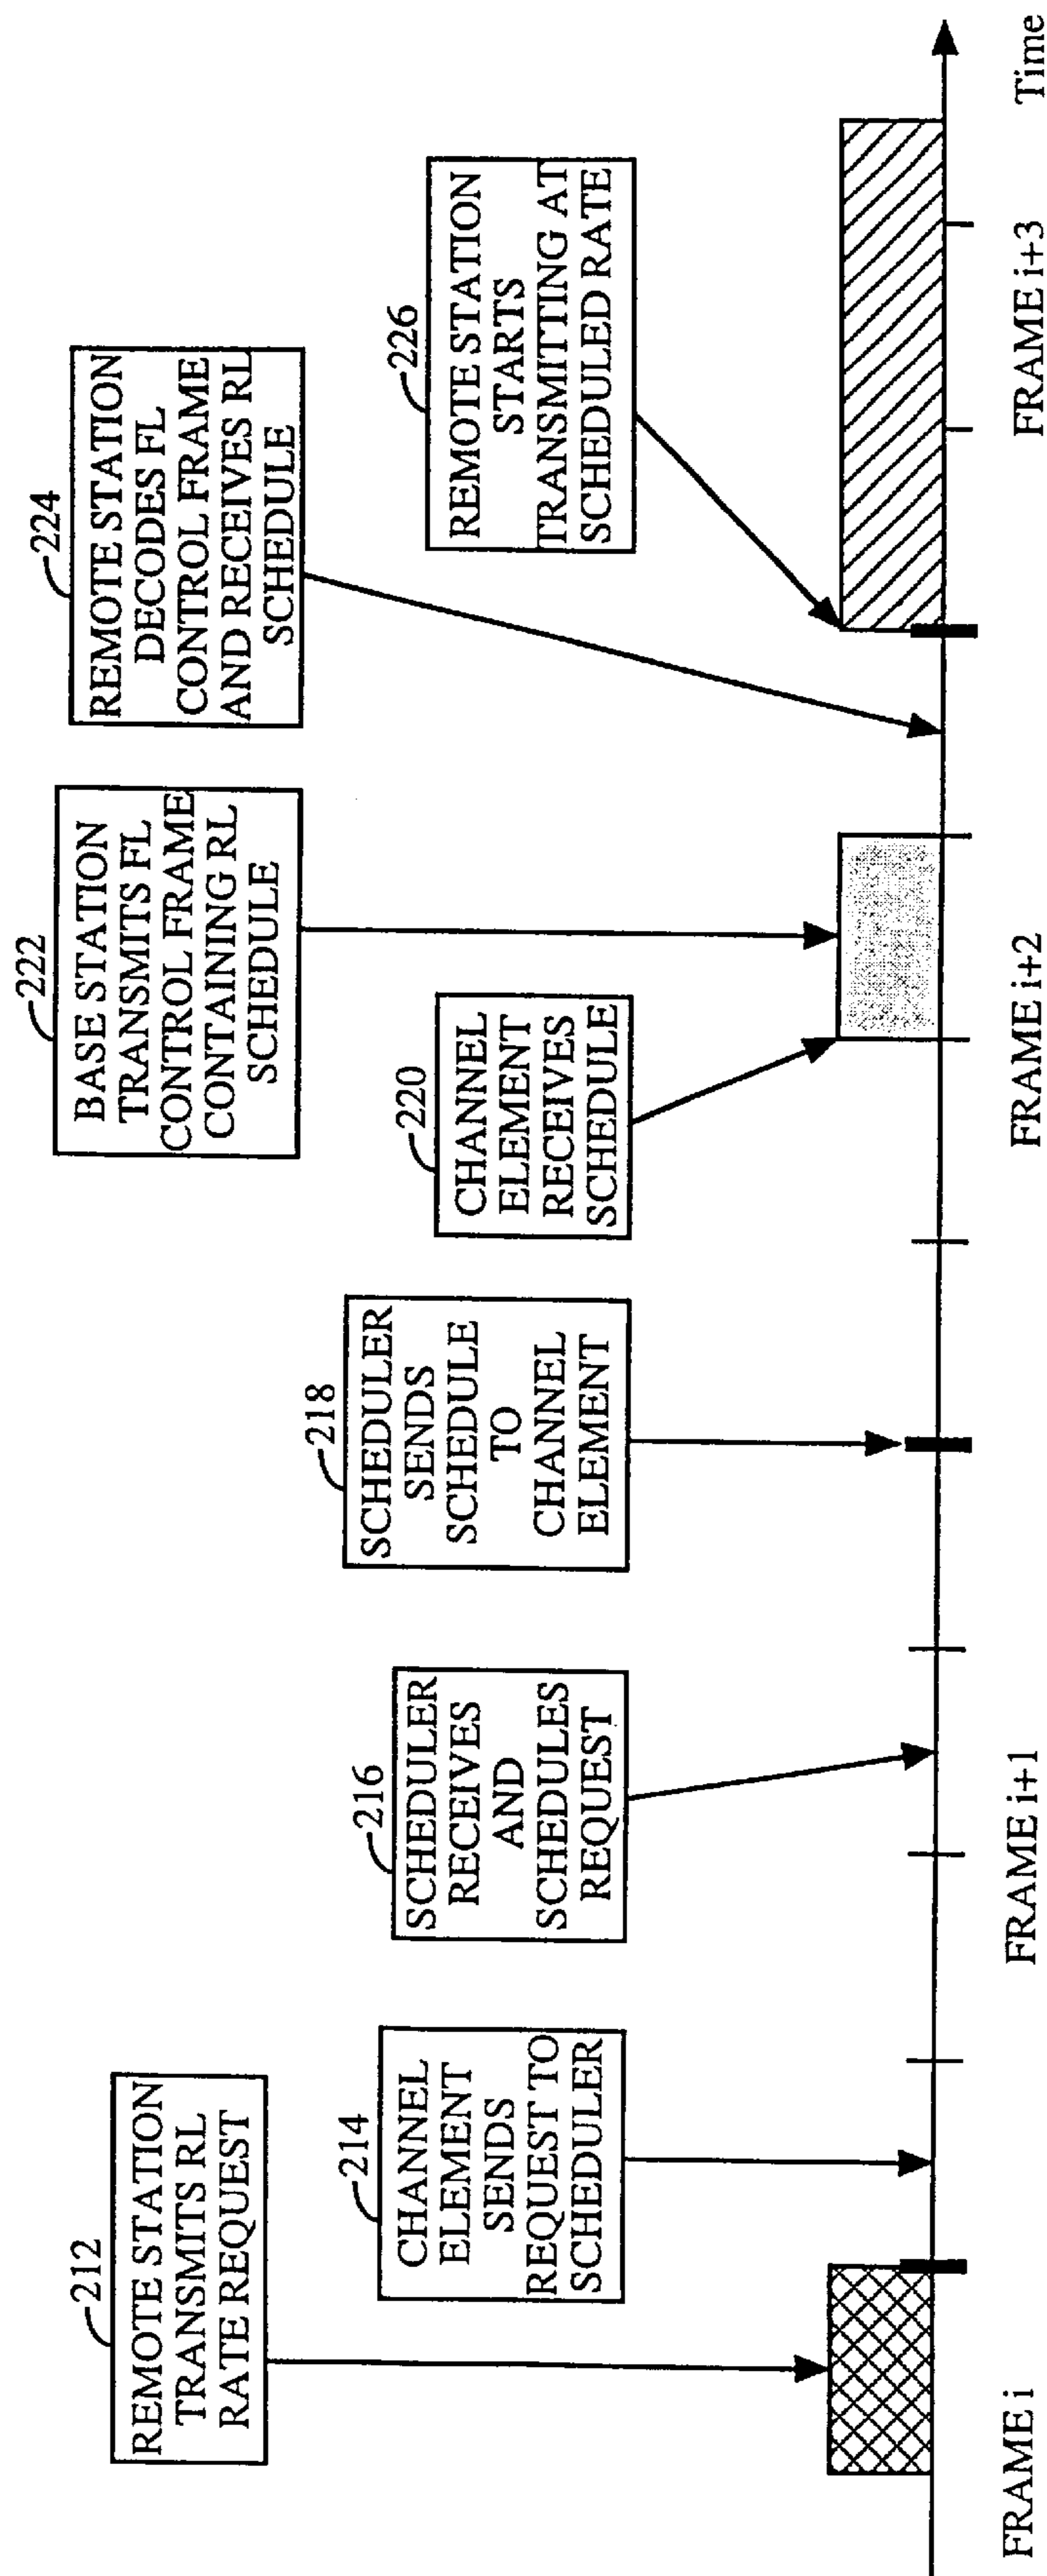 212
REMOTE STATION
TRANSMITS RL
RATE REQUEST
214
CHANNEL
ELEMENT
SENDS
REQUEST TO
SCHEDULER
216
SCHEDULER
RECEIVES
AND
SCHEDULES
REQUEST
218
SCHEDULER
SENDS
SCHEDULE
TO
CHANNEL
ELEMENT
220
CHANNEL
ELEMENT
RECEIVES
SCHEDULE
222
BASE STATION
TRANSMITS FL
CONTROL FRAME
CONTAINING RL
SCHEDULE
224
REMOTE STATION
DECODES FL
CONTROL FRAME
AND RECEIVES RL
SCHEDULE
226
REMOTE STATION
STARTS
TRANSMITTING AT
SCHEDULED RATE
FRAME i
FRAME i+1
FRAME i+2
FRAME i+3
Time